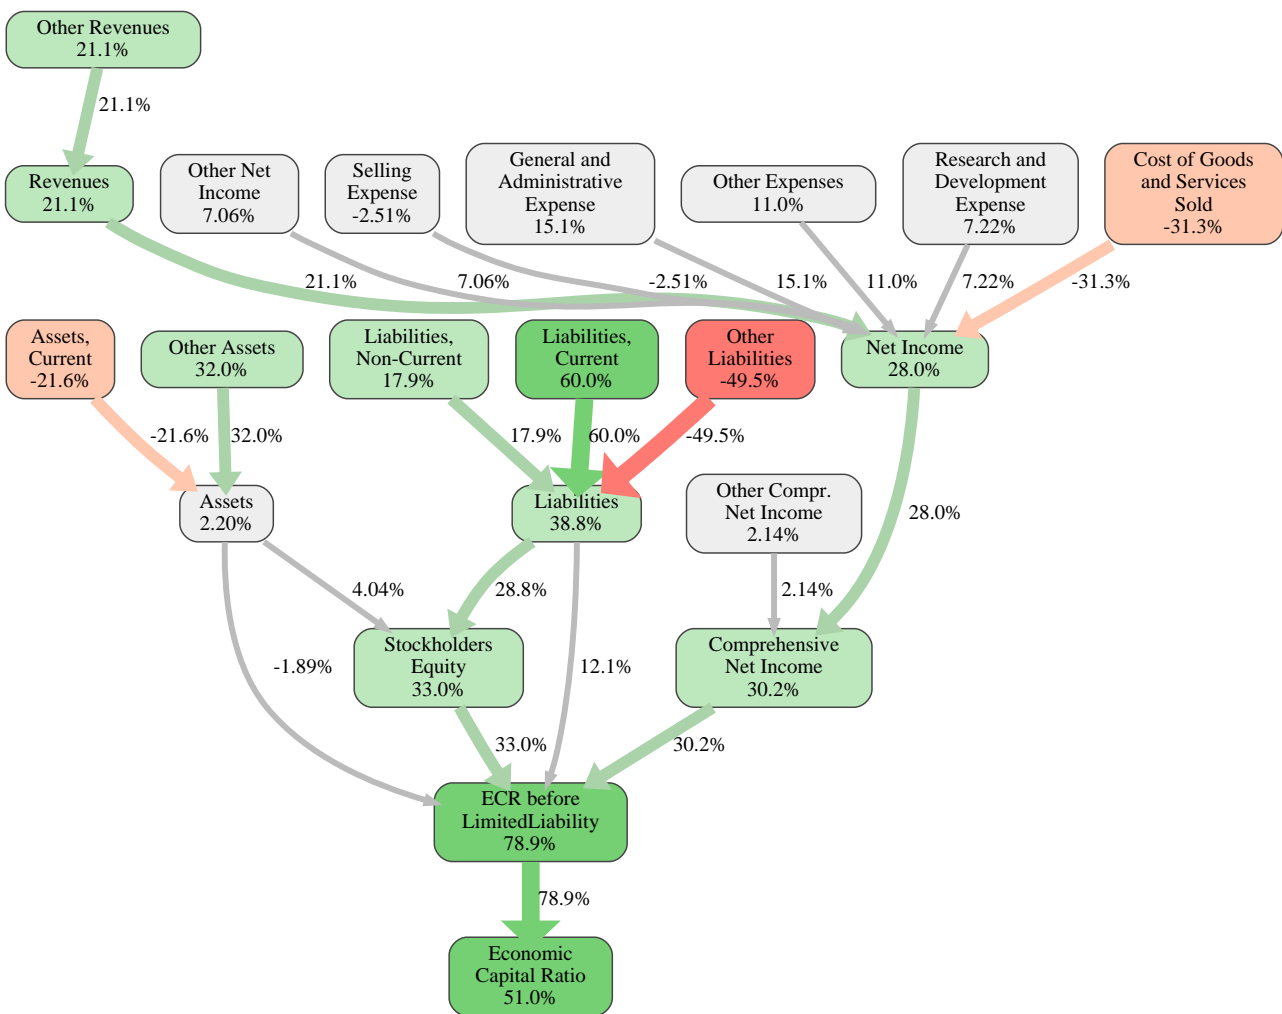 Other Revenues
21.1%
21.1%
Revenues
21.1%
Other Net
Income
7.06%
Selling
Expense
-2.51%
General and
Administrative
Expense
15.1%
Other Expenses
11.0%
Research and
Development
Expense
7.22%
Cost of Goods
and Services
Sold
-31.3%
21.1%
7.06%
-2.51%
15.1%
11.0%
7.22%
-31.3%
Assets,
Current
-21.6%
Other Assets
32.0%
Liabilities,
Non-Current
17.9%
Liabilities,
Current
60.0%
Other
Liabilities
-49.5%
Net Income
28.0%
-21.6%
32.0%
17.9%
60.0%
-49.5%
Assets
2.20%
Liabilities
38.8%
Other Compr.
Net Income
2.14%
28.0%
4.04%
28.8%
2.14%
-1.89%
Stockholders
Equity
33.0%
12.1%
Comprehensive
Net Income
30.2%
33.0%
30.2%
ECR before
LimitedLiability
78.9%
78.9%
Economic
Capital Ratio
51.0%